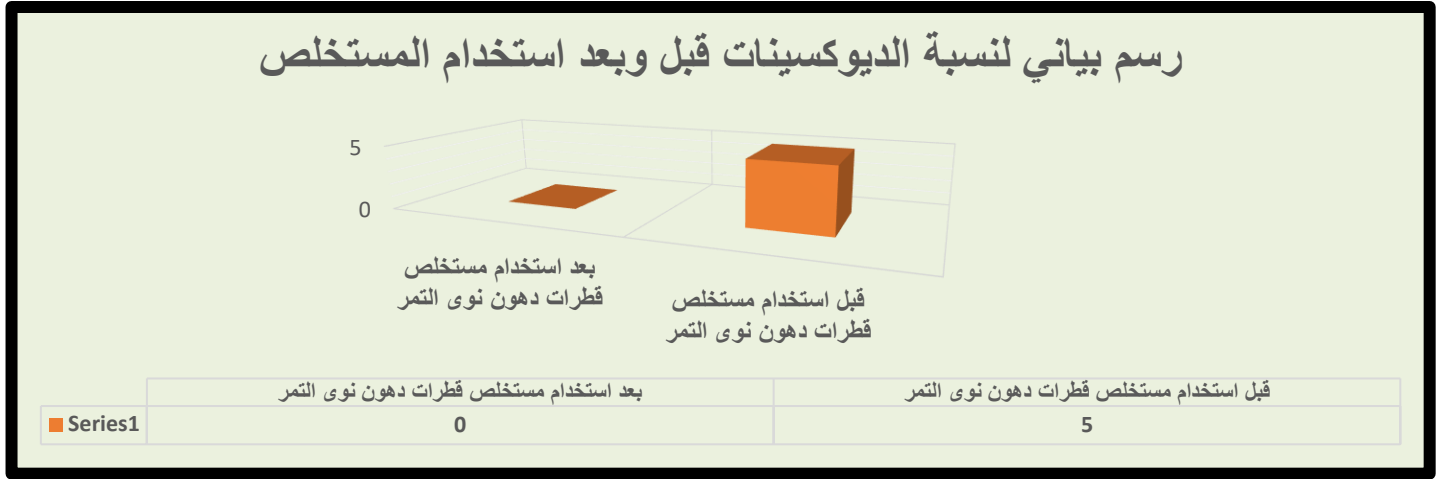 رسم بياني لنسبة الديوكسينات قبل وبعد استخدام المستخلص
5
0
بعد استخدام مستخلص
قطرات دهون نوى التمر
قبل استخدام مستخلص
قطرات دهون نوى التمر
بعد استخدام مستخلص قطرات دهون نوى التمر
قبل استخدام مستخلص قطرات دهون نوى التمر
Series1
0
5